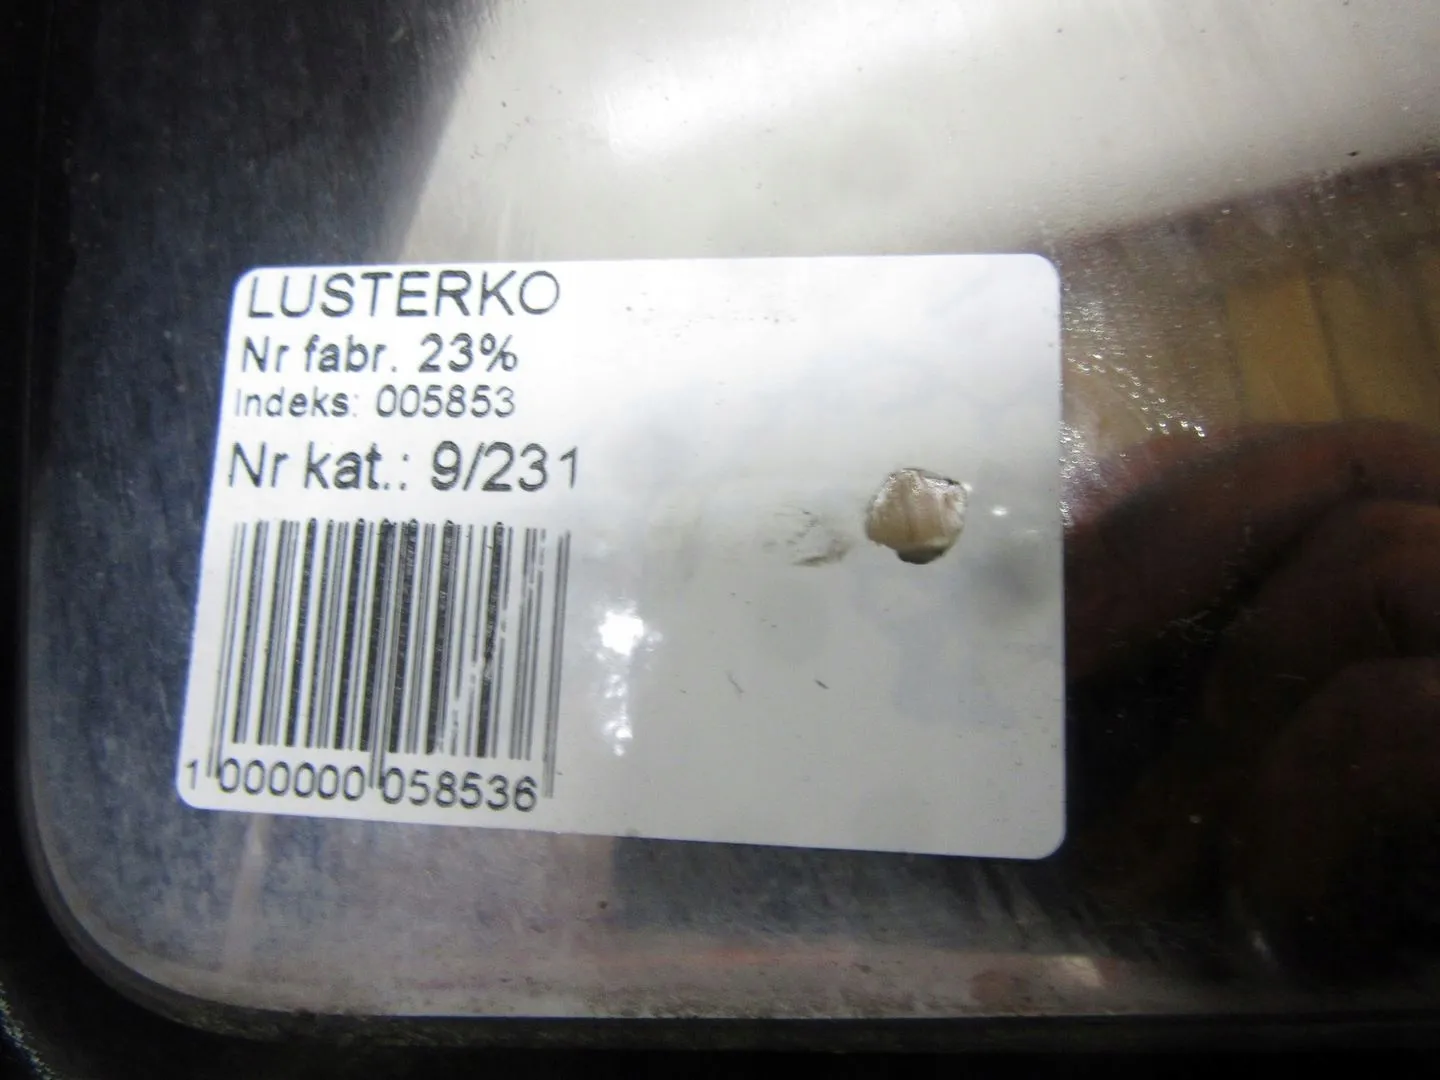 LUSTERKO
Nr fabr. 23%
Indeks: 005853
Nr kat.: 9/231
1 000000 058536